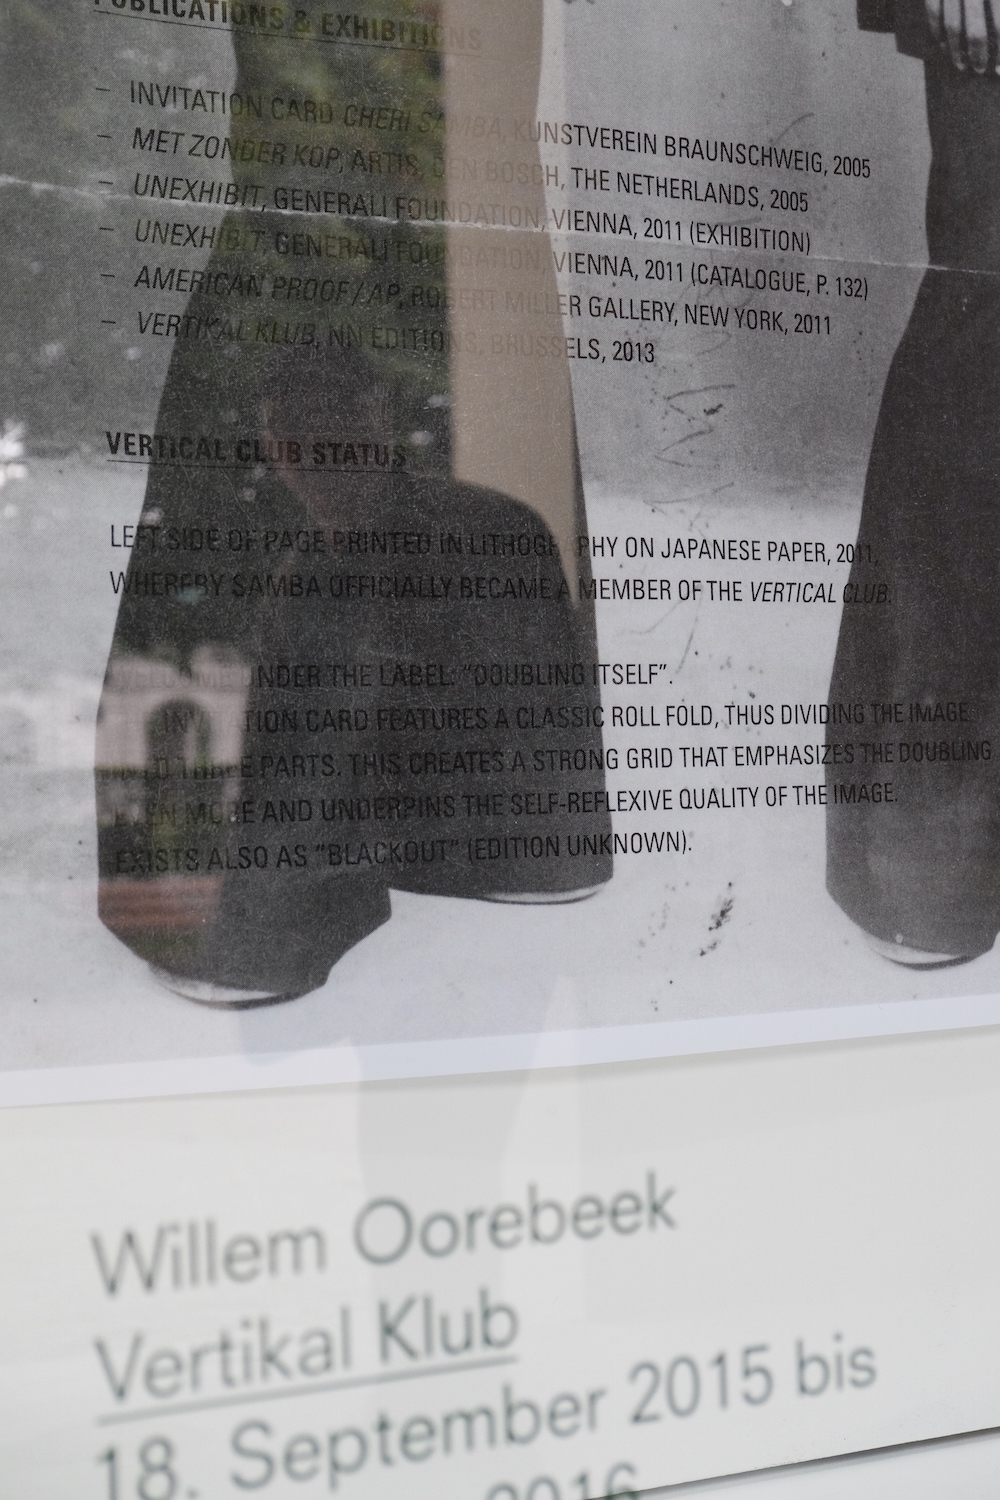 PUBLICATIONS & EXHIBITIONS
– INVITATION CARD CHERI SAMBA, KUNSTVEREIN BRAUNSCHWEIG, 2005
– MET ZONDER KOP, ARTIS, DEN BOSCH, THE NETHERLANDS, 2005
– UNEXHIBIT, GENERALI FOUNDATION, VIENNA, 2011 (EXHIBITION)
– UNEXHIBIT, GENERALI FOUNDATION, VIENNA, 2011 (CATALOGUE, P. 132)
– AMERICAN PROOF/AP, ROBERT MILLER GALLERY, NEW YORK, 2011
– VERTIKAL KLUB, NN EDITIONS, BRUSSELS, 2013
VERTICAL CLUB STATUS
LEFT SIDE OF PAGE PRINTED IN LITHOGRAPHY ON JAPANESE PAPER, 2011,
WHEREBY SAMBA OFFICIALLY BECAME A MEMBER OF THE VERTICAL CLUB.
WELCOME UNDER THE LABEL: “DOUBLING ITSELF”.
THE INVITATION CARD FEATURES A CLASSIC ROLL FOLD, THUS DIVIDING THE IMAGE
INTO THREE PARTS. THIS CREATES A STRONG GRID THAT EMPHASIZES THE DOUBLING
EVEN MORE AND UNDERPINS THE SELF-REFLEXIVE QUALITY OF THE IMAGE.
EXISTS ALSO AS “BLACKOUT” (EDITION UNKNOWN).
Willem Oorebeek
Vertikal Klub
18. September 2015 bis
2016